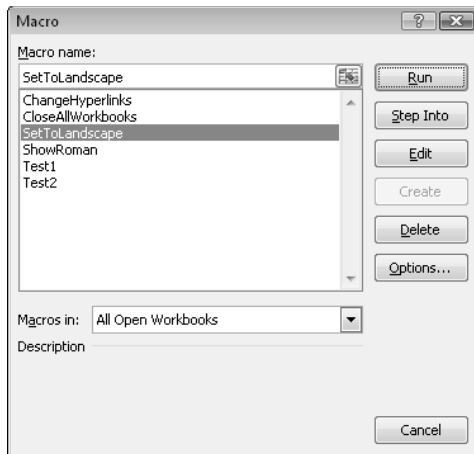 Macro
Macro name:
SetToLandscape
Run
ChangeHyperlinks
CloseAllWorkbooks
SetToLandscape
ShowRoman
Test1
Test2
Step Into
Edit
Create
Delete
Options...
Macros in: All Open Workbooks
Description
Cancel